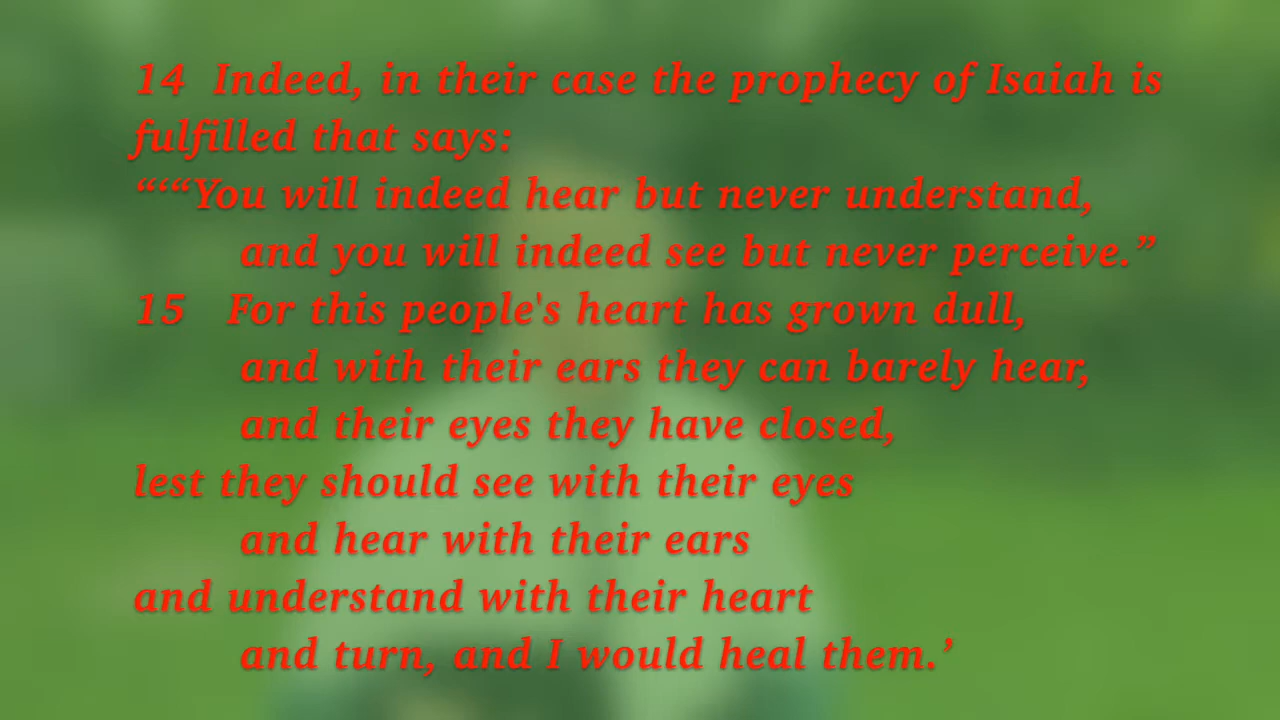 14 Indeed, in their case the prophecy of Isaiah is
fulfilled that says:
“‘“You will indeed hear but never understand,
and you will indeed see but never perceive.”
15 For this people's heart has grown dull,
and with their ears they can barely hear,
and their eyes they have closed,
lest they should see with their eyes
and hear with their ears
and understand with their heart
and turn, and I would heal them.’